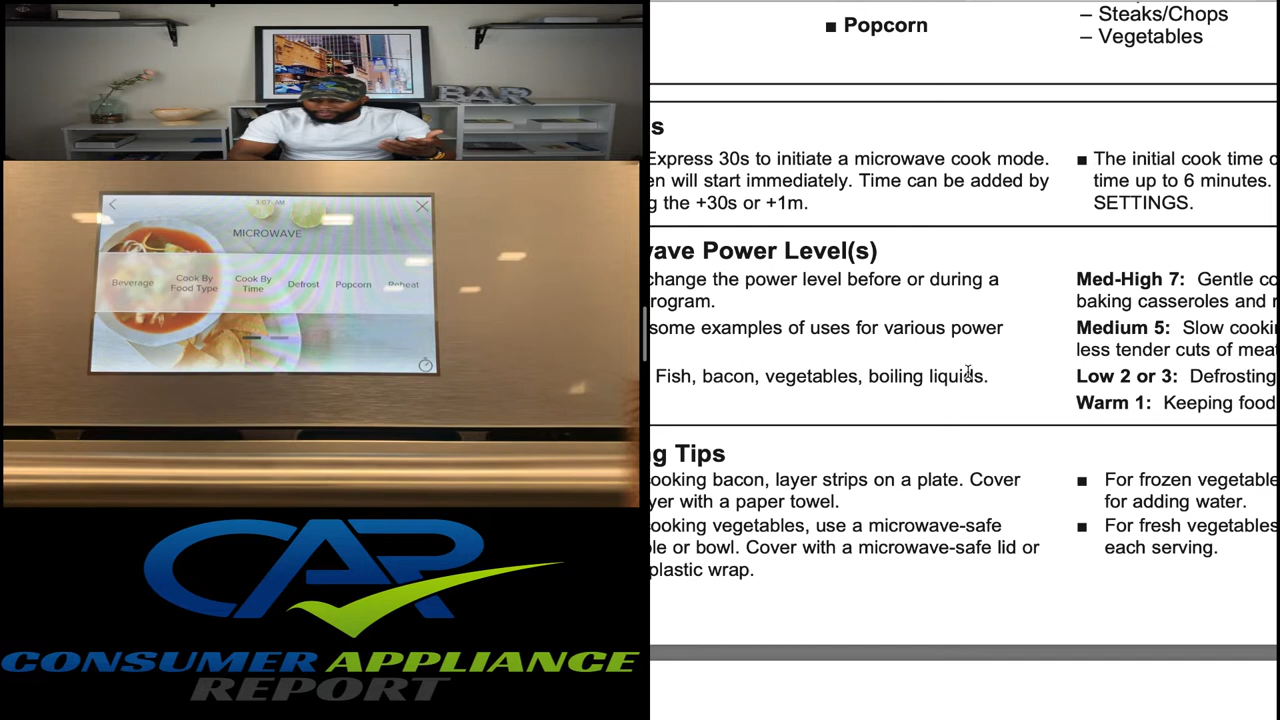 BAR
3:07 AM
MICROWAVE
Beverage
Cook By
Food Type
Cook By
Time
Defrost
Popcorn
Reheat
CAR
CONSUMER APPLIANCE
REPORT
■ Popcorn
– Steaks/Chops
– Vegetables
s
Express 30s to initiate a microwave cook mode.
en will start immediately. Time can be added by
g the +30s or +1m.
■ The initial cook time
time up to 6 minutes.
SETTINGS.
wave Power Level(s)
change the power level before or during a
rogram.
some examples of uses for various power
Fish, bacon, vegetables, boiling liquids.
Med-High 7: Gentle co
baking casseroles and
Medium 5: Slow cooki
less tender cuts of mea
Low 2 or 3: Defrosting
Warm 1: Keeping food
g Tips
ooking bacon, layer strips on a plate. Cover
yer with a paper towel.
ooking vegetables, use a microwave-safe
le or bowl. Cover with a microwave-safe lid or
plastic wrap.
■ For frozen vegetable
for adding water.
■ For fresh vegetables
each serving.